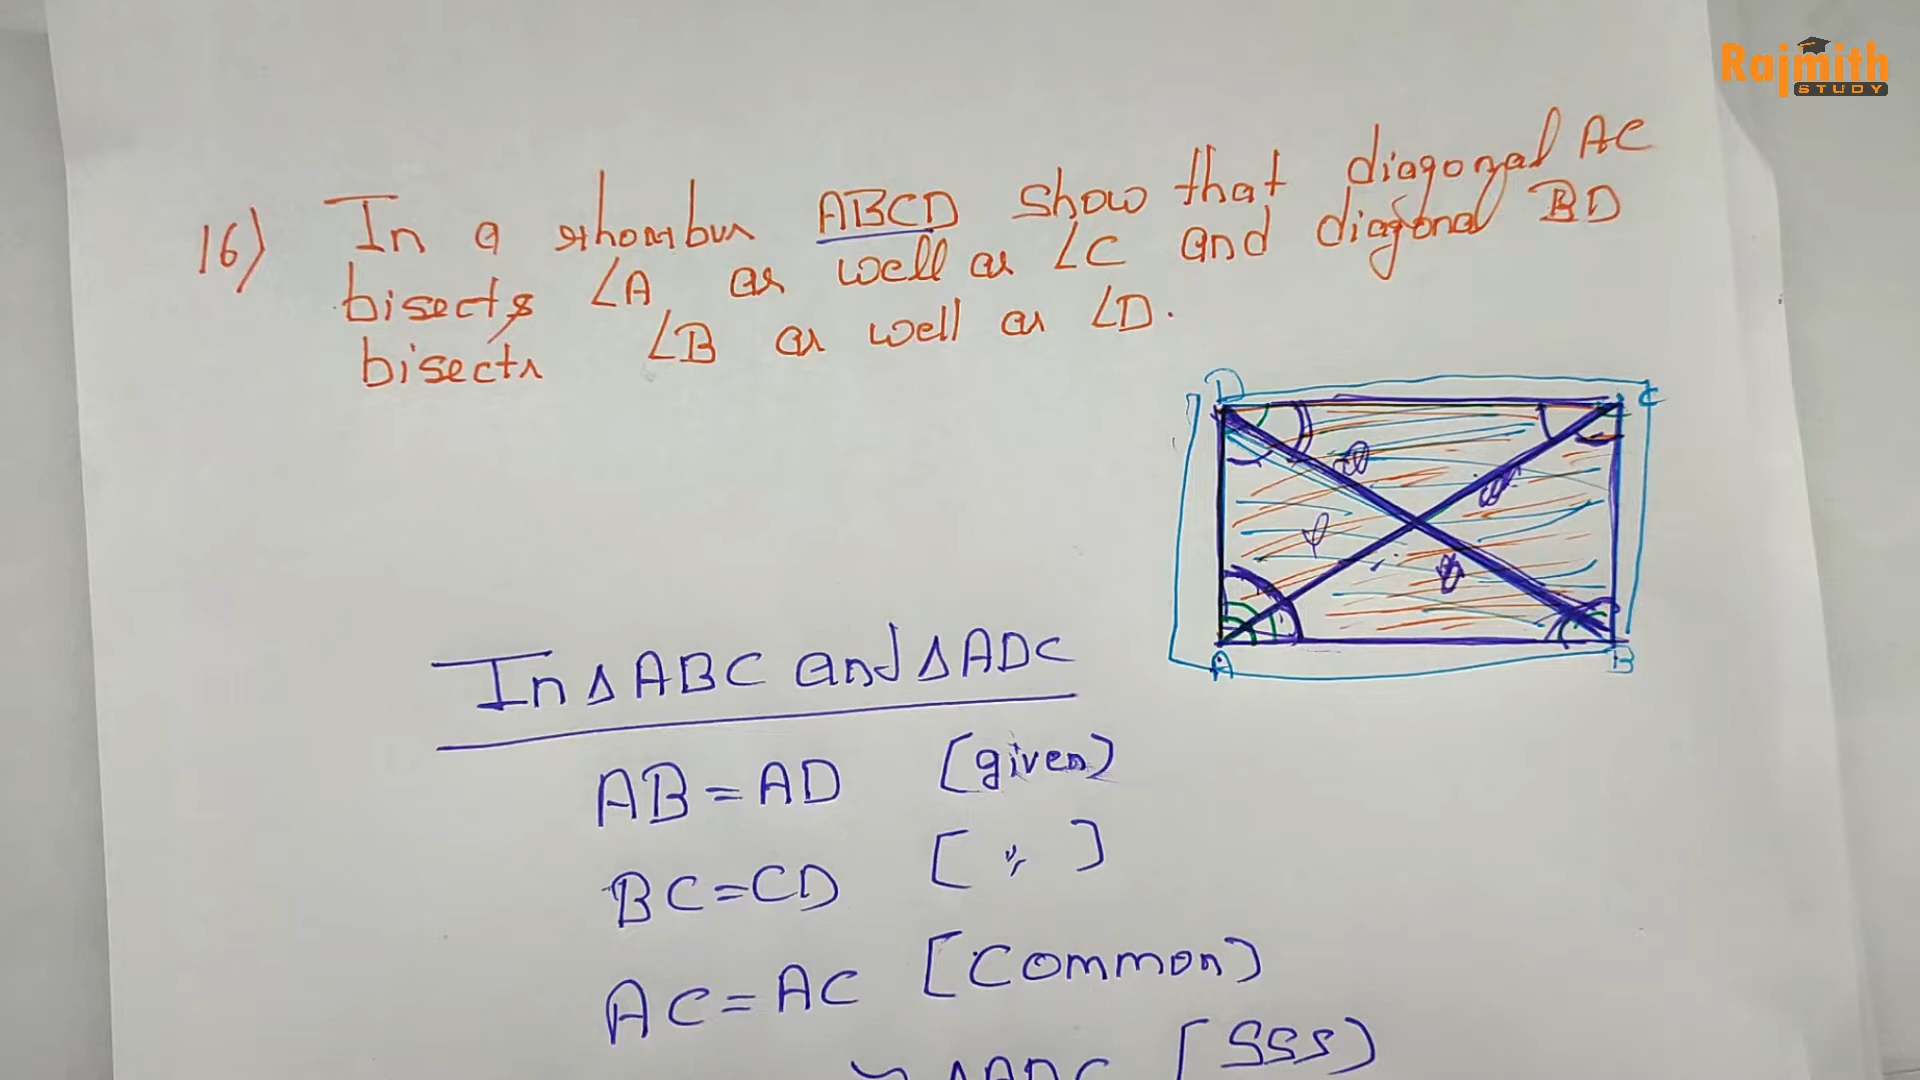 Rajmith
STUDY
16) In a rhombus ABCD show that diagonal AC
bisects ∠A as well as ∠C and diagonal BD
bisects ∠B as well as ∠D.
D C
A B
In △ABC and △ADC
AB=AD [given]
BC=CD [ " ]
AC=AC [Common]
△ADC [SSS]